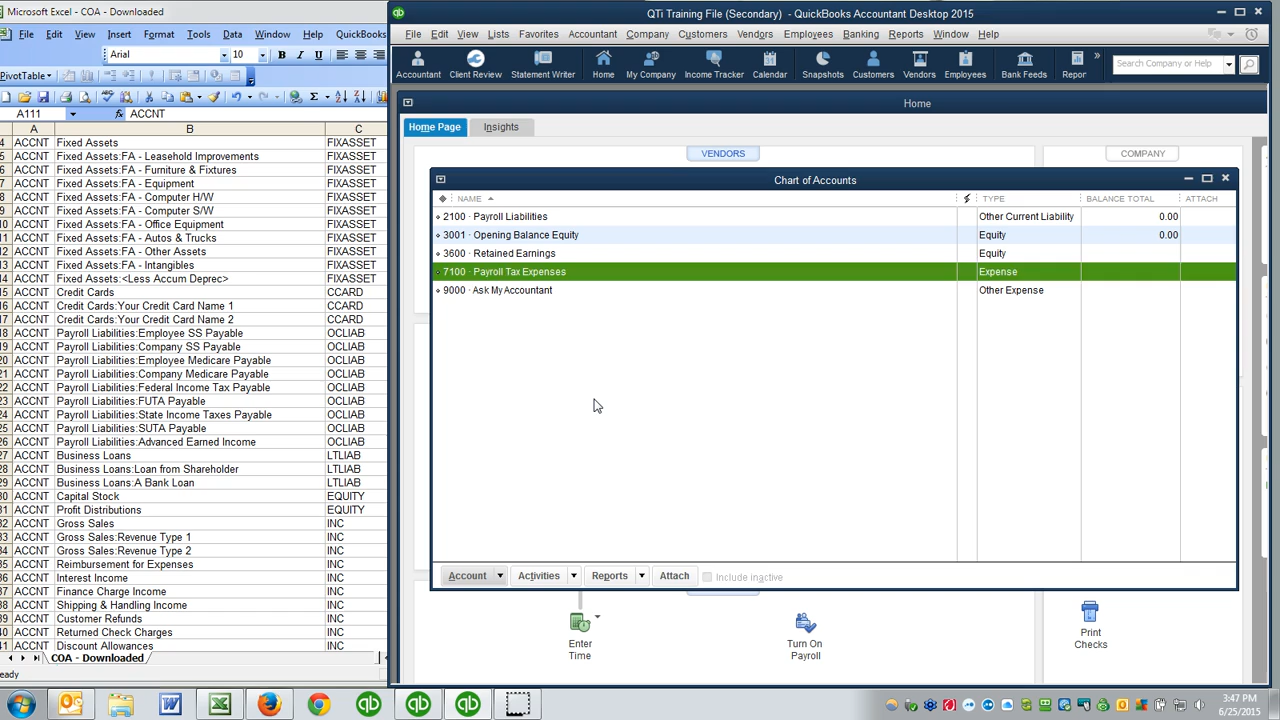 Microsoft Excel - COA - Downloaded
File Edit View Insert Format Tools Data Window Help QuickBooks
Arial 10 B I U
PivotTable
A111 fx ACCNT
A B C
4 ACCNT Fixed Assets FIXASSET
5 ACCNT Fixed Assets:FA - Leasehold Improvements FIXASSET
6 ACCNT Fixed Assets:FA - Furniture & Fixtures FIXASSET
7 ACCNT Fixed Assets:FA - Equipment FIXASSET
8 ACCNT Fixed Assets:FA - Computer H/W FIXASSET
9 ACCNT Fixed Assets:FA - Computer S/W FIXASSET
10 ACCNT Fixed Assets:FA - Office Equipment FIXASSET
11 ACCNT Fixed Assets:FA - Autos & Trucks FIXASSET
12 ACCNT Fixed Assets:FA - Other Assets FIXASSET
13 ACCNT Fixed Assets:FA - Intangibles FIXASSET
14 ACCNT Fixed Assets:<Less Accum Deprec> FIXASSET
15 ACCNT Credit Cards CCARD
16 ACCNT Credit Cards:Your Credit Card Name 1 CCARD
17 ACCNT Credit Cards:Your Credit Card Name 2 CCARD
18 ACCNT Payroll Liabilities:Employee SS Payable OCLIAB
19 ACCNT Payroll Liabilities:Company SS Payable OCLIAB
20 ACCNT Payroll Liabilities:Employee Medicare Payable OCLIAB
21 ACCNT Payroll Liabilities:Company Medicare Payable OCLIAB
22 ACCNT Payroll Liabilities:Federal Income Tax Payable OCLIAB
23 ACCNT Payroll Liabilities:FUTA Payable OCLIAB
24 ACCNT Payroll Liabilities:State Income Taxes Payable OCLIAB
25 ACCNT Payroll Liabilities:SUTA Payable OCLIAB
26 ACCNT Payroll Liabilities:Advanced Earned Income OCLIAB
27 ACCNT Business Loans LTLIAB
28 ACCNT Business Loans:Loan from Shareholder LTLIAB
29 ACCNT Business Loans:A Bank Loan LTLIAB
30 ACCNT Capital Stock EQUITY
31 ACCNT Profit Distributions EQUITY
32 ACCNT Gross Sales INC
33 ACCNT Gross Sales:Revenue Type 1 INC
34 ACCNT Gross Sales:Revenue Type 2 INC
35 ACCNT Reimbursement for Expenses INC
36 ACCNT Interest Income INC
37 ACCNT Finance Charge Income INC
38 ACCNT Shipping & Handling Income INC
39 ACCNT Customer Refunds INC
40 ACCNT Returned Check Charges INC
41 ACCNT Discount Allowances INC
COA - Downloaded
eady
QTi Training File (Secondary) - QuickBooks Accountant Desktop 2015
File Edit View Lists Favorites Accountant Company Customers Vendors Employees Banking Reports Window Help
Accountant Client Review Statement Writer Home My Company Income Tracker Calendar Snapshots Customers Vendors Employees Bank Feeds Report
Search Company or Help
Home
Home Page Insights
VENDORS COMPANY
Chart of Accounts
NAME TYPE BALANCE TOTAL ATTACH
2100 · Payroll Liabilities Other Current Liability 0.00
3001 · Opening Balance Equity Equity 0.00
3600 · Retained Earnings Equity
7100 · Payroll Tax Expenses Expense
9000 · Ask My Accountant Other Expense
Account Activities Reports Attach Include inactive
Enter Time
Turn On Payroll
Print Checks
3:47 PM
6/25/2015